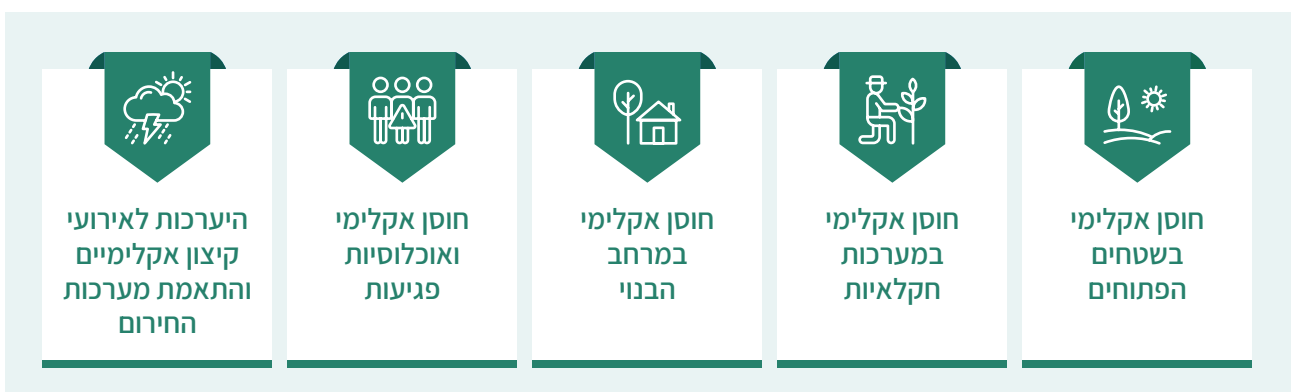 חוסן אקלימי
בשטחים
הפתוחים
חוסן אקלימי
במערכות
חקלאיות
חוסן אקלימי
במרחב
הבנוי
חוסן אקלימי
ואוכלוסיות
פגיעות
היערכות לאירועי
קיצון אקלימיים
והתאמת מערכות
החירום